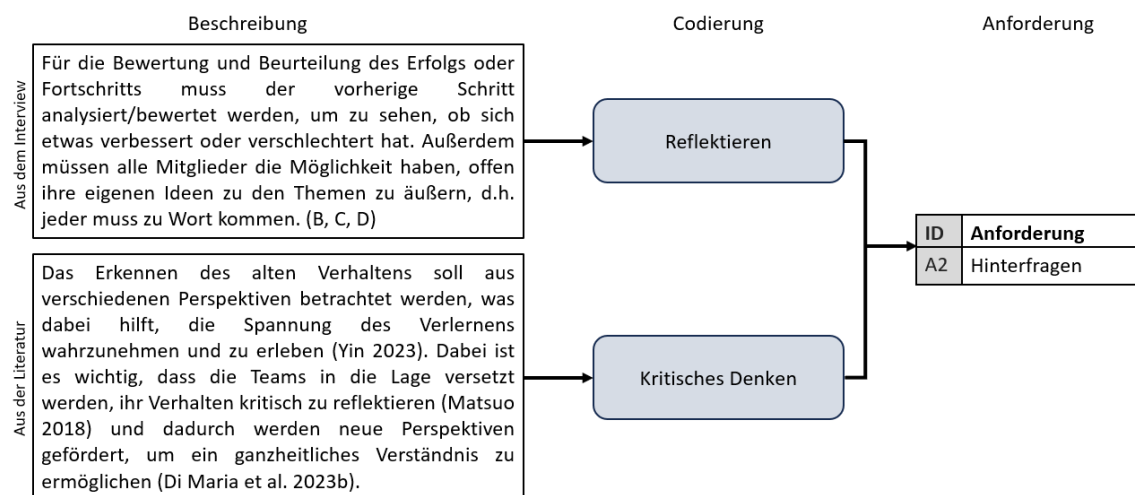 Beschreibung
Codierung
Anforderung
Aus dem Interview
Für die Bewertung und Beurteilung des Erfolgs oder
Fortschritts muss der vorherige Schritt
analysiert/bewertet werden, um zu sehen, ob sich
etwas verbessert oder verschlechtert hat. Außerdem
müssen alle Mitglieder die Möglichkeit haben, offen
ihre eigenen Ideen zu den Themen zu äußern, d.h.
jeder muss zu Wort kommen. (B, C, D)
Reflektieren
Aus der Literatur
Das Erkennen des alten Verhaltens soll aus
verschiedenen Perspektiven betrachtet werden, was
dabei hilft, die Spannung des Verlernens
wahrzunehmen und zu erleben (Yin 2023). Dabei ist
es wichtig, dass die Teams in die Lage versetzt
werden, ihr Verhalten kritisch zu reflektieren (Matsuo
2018) und dadurch werden neue Perspektiven
gefördert, um ein ganzheitliches Verständnis zu
ermöglichen (Di Maria et al. 2023b).
Kritisches Denken
ID Anforderung
A2 Hinterfragen